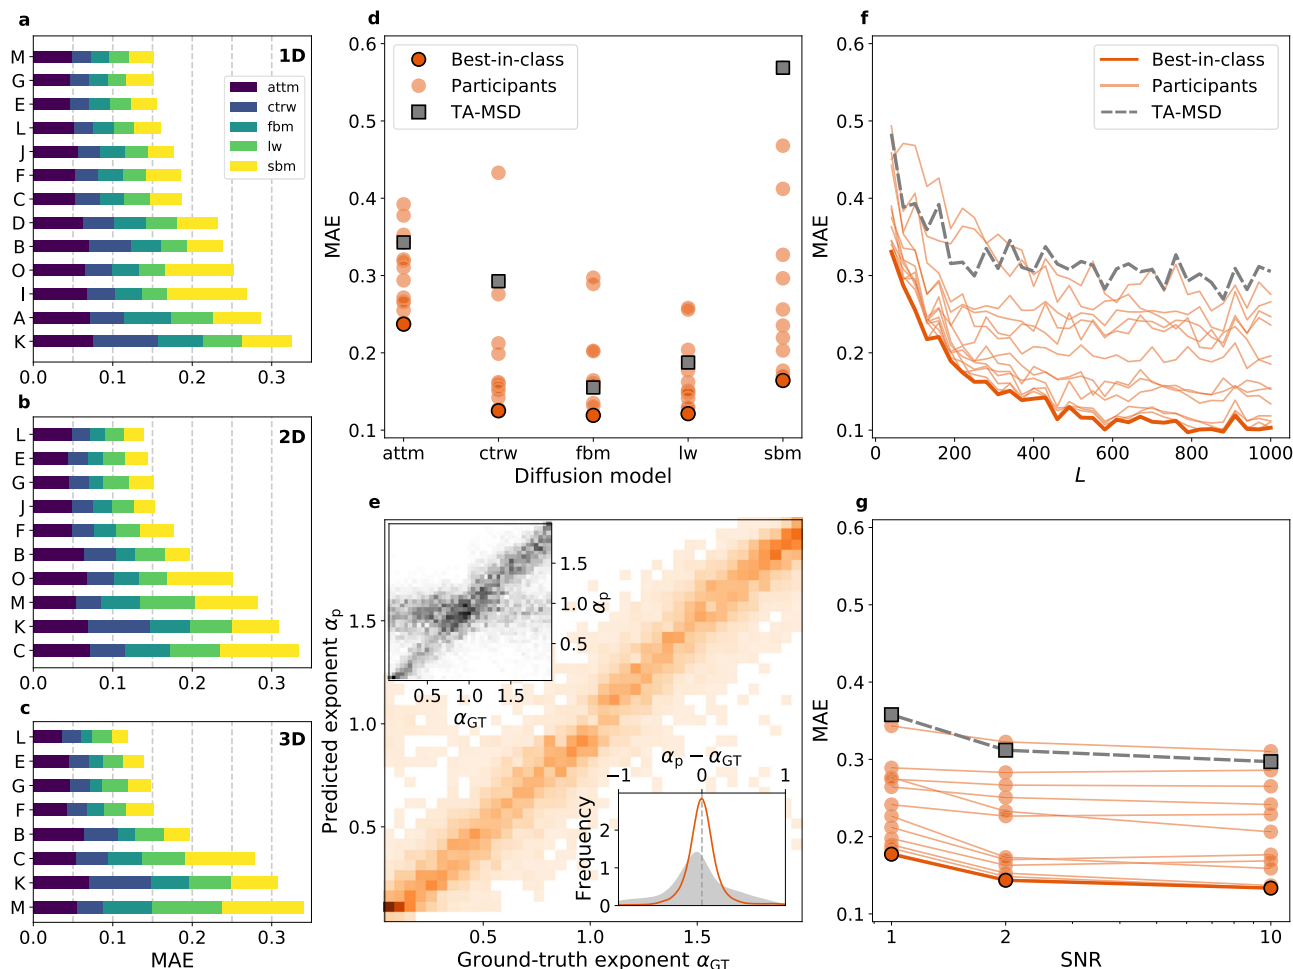 a
1D
M
G
E
L
J
F
C
D
B
O
I
A
K
attm
ctrw
fbm
lw
sbm
0.0 0.1 0.2 0.3
b
2D
L
E
G
J
F
B
O
M
K
C
0.0 0.1 0.2 0.3
c
3D
L
E
G
F
B
C
K
M
0.0 0.1 0.2 0.3
MAE
d
0.6
0.5
0.4
0.3
0.2
0.1
MAE
Best-in-class
Participants
TA-MSD
attm ctrw fbm lw sbm
Diffusion model
e
1.5
1.0
0.5
Predicted exponent αp
0.5 1.0 1.5
Ground-truth exponent αGT
1.5
1.0
0.5
αp
0.5 1.0 1.5
αGT
αp − αGT
−1 0 1
2
1
0
Frequency
f
0.6
0.5
0.4
0.3
0.2
0.1
MAE
Best-in-class
Participants
TA-MSD
0 200 400 600 800 1000
L
g
0.6
0.5
0.4
0.3
0.2
0.1
MAE
1 2 10
SNR